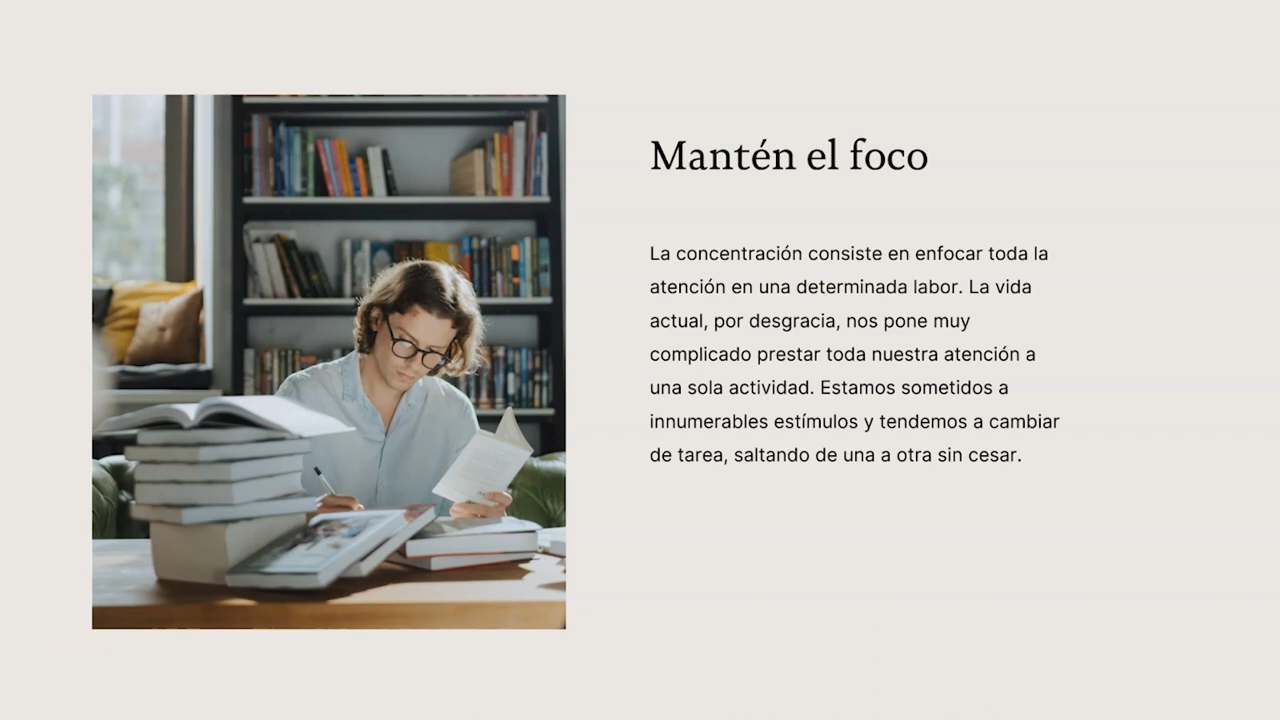 Mantén el foco
La concentración consiste en enfocar toda la
atención en una determinada labor. La vida
actual, por desgracia, nos pone muy
complicado prestar toda nuestra atención a
una sola actividad. Estamos sometidos a
innumerables estímulos y tendemos a cambiar
de tarea, saltando de una a otra sin cesar.